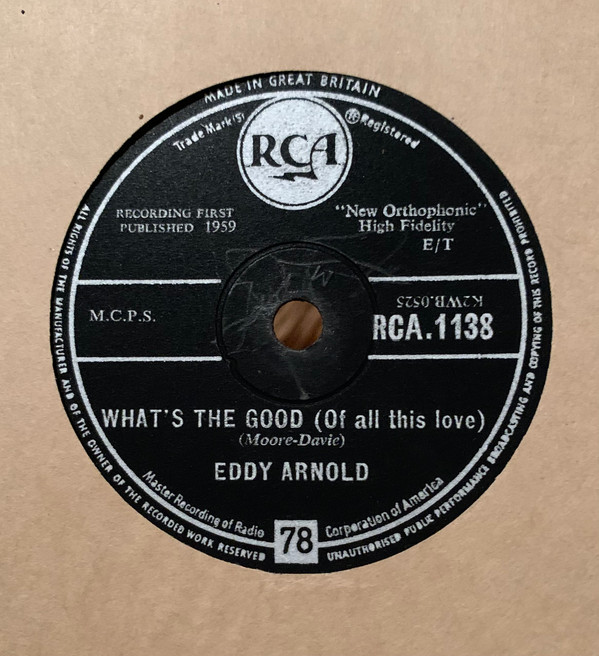 MADE IN GREAT BRITAIN
Trade Mark(S)
®Registered
RCA
RECORDING FIRST
PUBLISHED 1959
"New Orthophonic"
High Fidelity
E/T
M.C.P.S.
K2WB.0525
RCA.1138
WHAT'S THE GOOD (Of all this love)
(Moore-Davie)
EDDY ARNOLD
Master Recording of Radio
Corporation of America
78
ALL RIGHTS OF THE MANUFACTURER AND OF THE OWNER OF THE RECORDED WORK RESERVED
UNAUTHORISED PUBLIC PERFORMANCE BROADCASTING AND COPYING OF THIS RECORD PROHIBITED